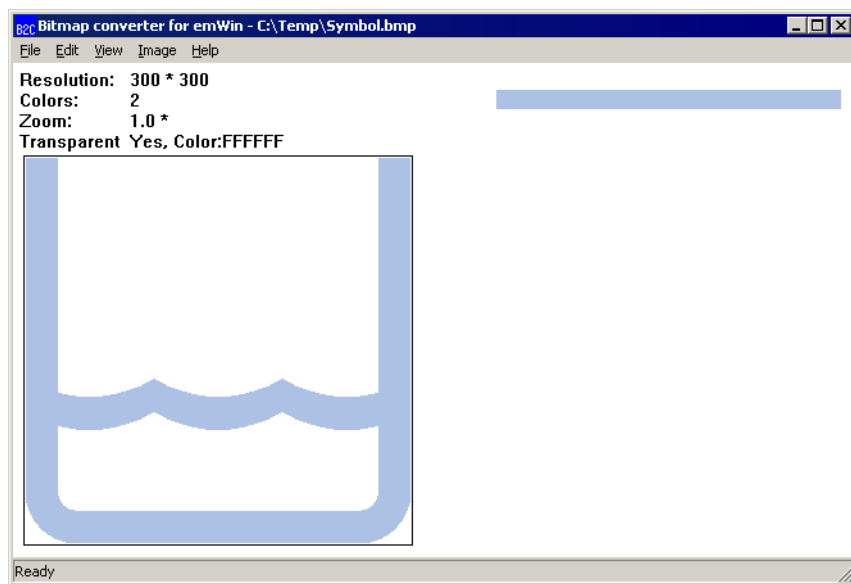 B2C Bitmap converter for emWin - C:\Temp\Symbol.bmp
File Edit View Image Help
Resolution: 300 * 300
Colors: 2
Zoom: 1.0 *
Transparent Yes, Color:FFFFFF
Ready